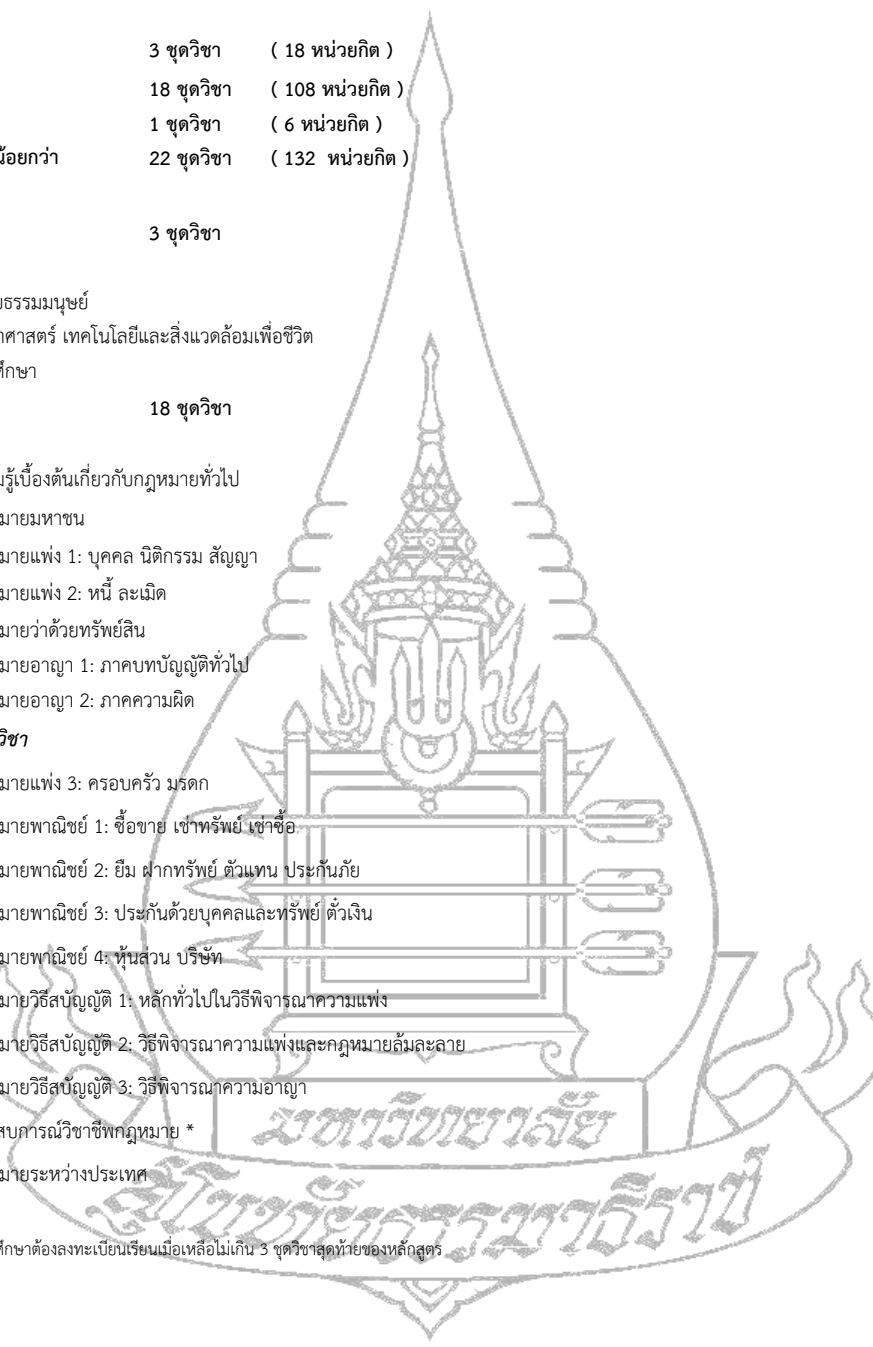 3 ชุดวิชา ( 18 หน่วยกิต )
18 ชุดวิชา ( 108 หน่วยกิต )
1 ชุดวิชา ( 6 หน่วยกิต )
น้อยกว่า 22 ชุดวิชา ( 132 หน่วยกิต )
3 ชุดวิชา
ยธรรมมนุษย์
าศาสตร์ เทคโนโลยีและสิ่งแวดล้อมเพื่อชีวิต
ศึกษา
18 ชุดวิชา
มรู้เบื้องต้นเกี่ยวกับกฎหมายทั่วไป
มายมหาชน
มายแพ่ง 1: บุคคล นิติกรรม สัญญา
มายแพ่ง 2: หนี้ ละเมิด
มายว่าด้วยทรัพย์สิน
มายอาญา 1: ภาคบทบัญญัติทั่วไป
มายอาญา 2: ภาคความผิด
วิชา
มายแพ่ง 3: ครอบครัว มรดก
มายพาณิชย์ 1: ซื้อขาย เช่าทรัพย์ เช่าซื้อ
มายพาณิชย์ 2: ยืม ฝากทรัพย์ ตัวแทน ประกันภัย
มายพาณิชย์ 3: ประกันด้วยบุคคลและทรัพย์ ตั๋วเงิน
มายพาณิชย์ 4: หุ้นส่วน บริษัท
มายวิธีสบัญญัติ 1: หลักทั่วไปในวิธีพิจารณาความแพ่ง
มายวิธีสบัญญัติ 2: วิธีพิจารณาความแพ่งและกฎหมายล้มละลาย
มายวิธีสบัญญัติ 3: วิธีพิจารณาความอาญา
สบการณ์วิชาชีพกฎหมาย *
มายระหว่างประเทศ
ศึกษาต้องลงทะเบียนเรียนเมื่อเหลือไม่เกิน 3 ชุดวิชาสุดท้ายของหลักสูตร
มหาวิทยาลัย
สุโขทัยธรรมาธิราช